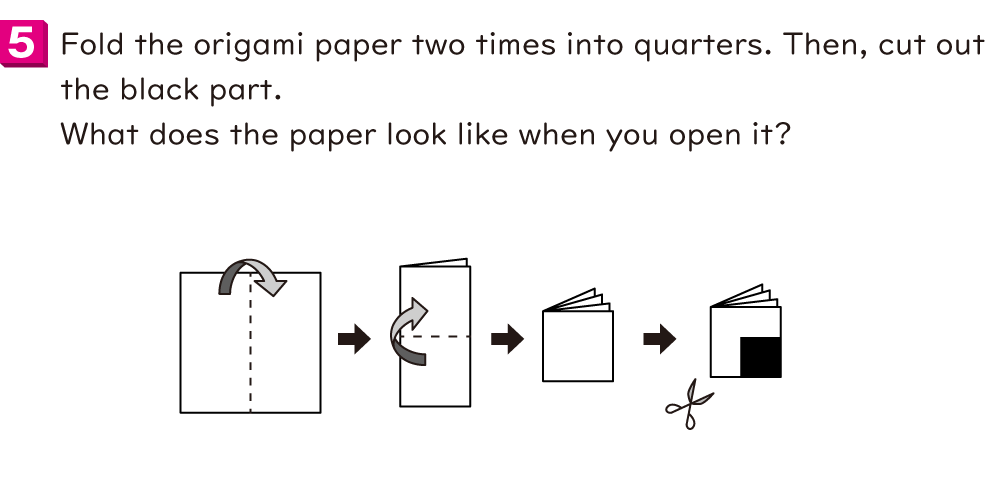 5 Fold the origami paper two times into quarters. Then, cut out
the black part.
What does the paper look like when you open it?